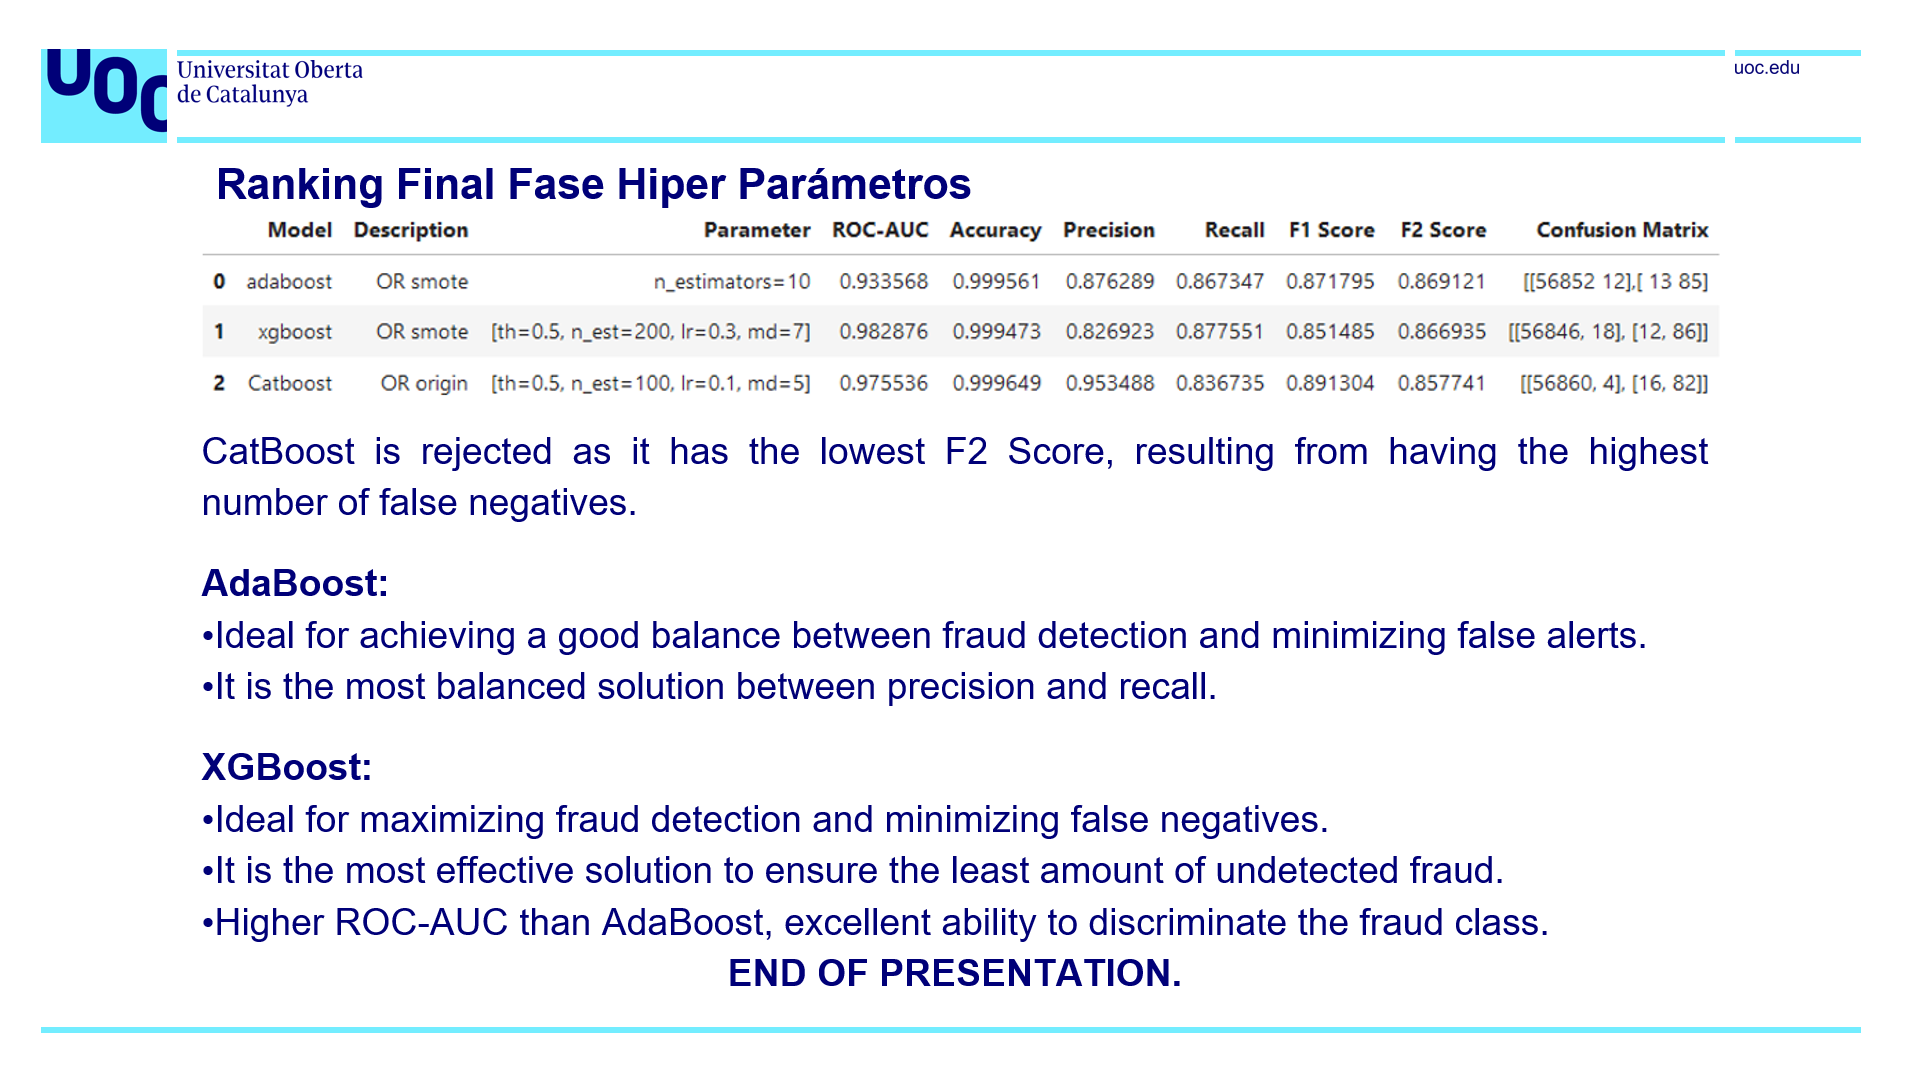 UOC
Universitat Oberta
de Catalunya
uoc.edu
Ranking Final Fase Hiper Parámetros
Model Description Parameter ROC-AUC Accuracy Precision Recall F1 Score F2 Score Confusion Matrix
0 adaboost OR smote n_estimators=10 0.933568 0.999561 0.876289 0.867347 0.871795 0.869121 [[56852 12],[ 13 85]
1 xgboost OR smote [th=0.5, n_est=200, lr=0.3, md=7] 0.982876 0.999473 0.826923 0.877551 0.851485 0.866935 [[56846, 18], [12, 86]]
2 Catboost OR origin [th=0.5, n_est=100, lr=0.1, md=5] 0.975536 0.999649 0.953488 0.836735 0.891304 0.857741 [[56860, 4], [16, 82]]
CatBoost is rejected as it has the lowest F2 Score, resulting from having the highest
number of false negatives.
AdaBoost:
•Ideal for achieving a good balance between fraud detection and minimizing false alerts.
•It is the most balanced solution between precision and recall.
XGBoost:
•Ideal for maximizing fraud detection and minimizing false negatives.
•It is the most effective solution to ensure the least amount of undetected fraud.
•Higher ROC-AUC than AdaBoost, excellent ability to discriminate the fraud class.
END OF PRESENTATION.